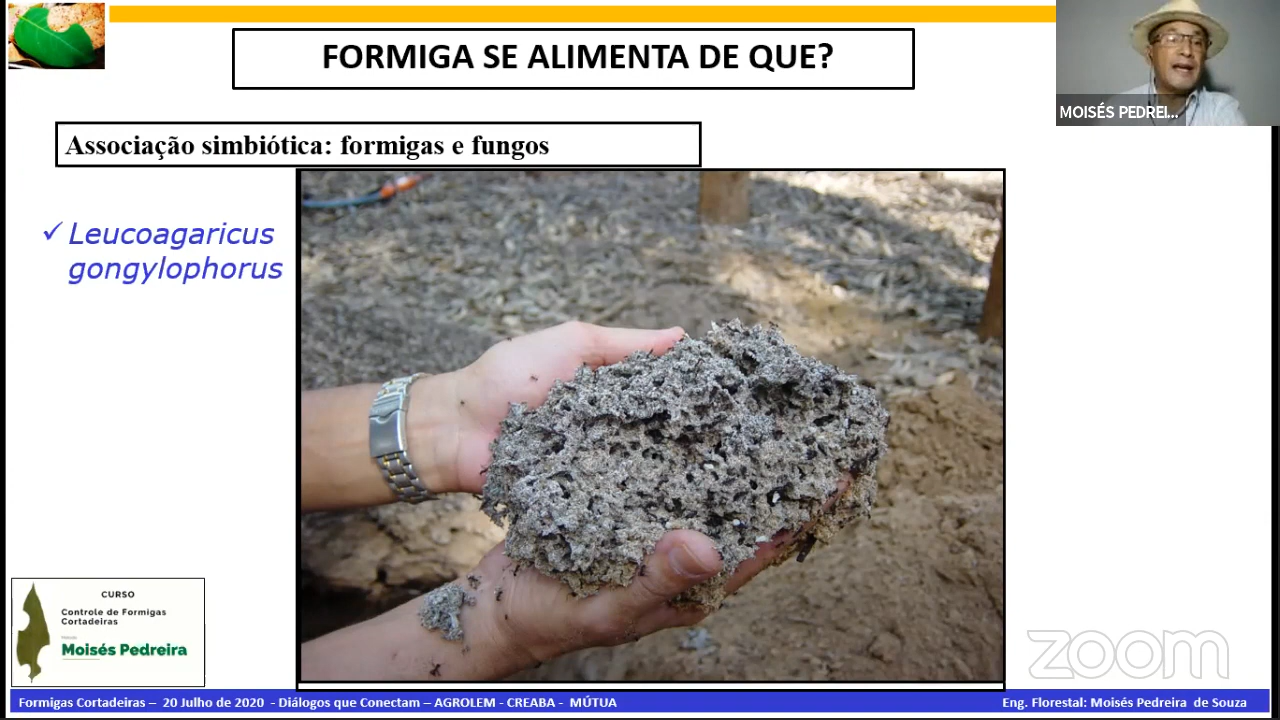 FORMIGA SE ALIMENTA DE QUE?
MOISÉS PEDREI...
Associação simbiótica: formigas e fungos
✓ Leucoagaricus
gongylophorus
CURSO
Controle de Formigas
Cortadeiras
Moisés Pedreira
zoom
Formigas Cortadeiras – 20 Julho de 2020 - Diálogos que Conectam – AGROLEM - CREABA - MÚTUA
Eng. Florestal: Moisés Pedreira de Souza